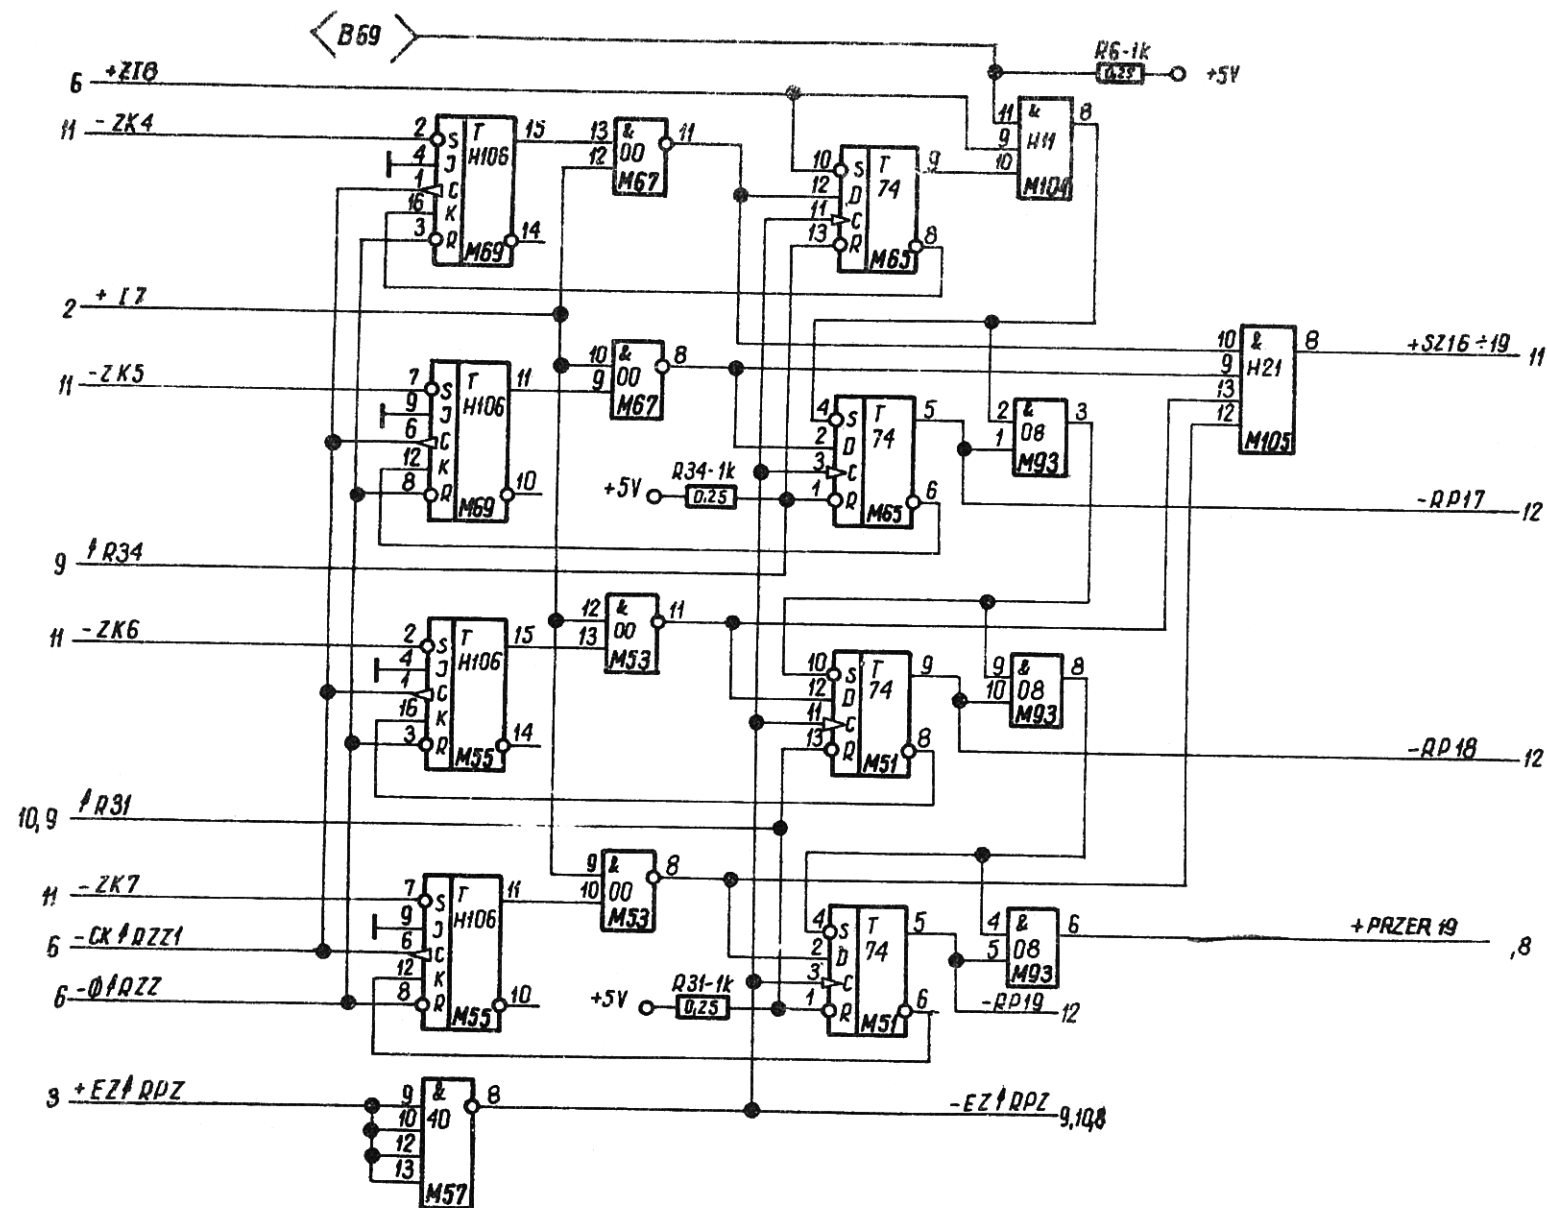 B69
R6-1k
0,25
+5V
6 +ZI8
11 -ZK4
2 S T 15
4 J H106
1 C
16 K
3 R 14
M69
13 & 11
12 00
M67
10 S T 9
12 D 74
11 C
13 R 8
M65
11 & 8
9 H11
10
2 + I7
11 -ZK5
7 S T 11
9 J H106
6 C
12 K
8 R 10
M69
10 & 8
9 00
M67
4 S T 5
2 D 74
3 C
1 R 6
M65
R34-1k
+5V 0,25
2 & 3
1 08
M93
10 & 8 +SZ16÷19 11
9 H21
13
12
M105
-RP17 12
9 ↑R34
11 -ZK6
2 S T 15
4 J H106
1 C
16 K
3 R 14
M55
12 & 11
13 00
M53
10 S T 9
12 D 74
11 C
13 R 8
M51
9 & 8
10 08
M93
-RP18 12
10,9 ↑R31
11 -ZK7
7 S T 11
9 J H106
6 C
12 K
8 R 10
M55
6 -CK↑RZZ1
6 -0↑RZZ
9 & 8
10 00
M53
4 S T 5
2 D 74
3 C
1 R 6
M51
R31-1k
+5V 0,25
4 & 6 +PRZER 19 ,8
5 08
M93
-RP19 12
3 +EZ↑RPZ
9 & 8
10 40
12
13
M57
-EZ↑RPZ 9,10,8